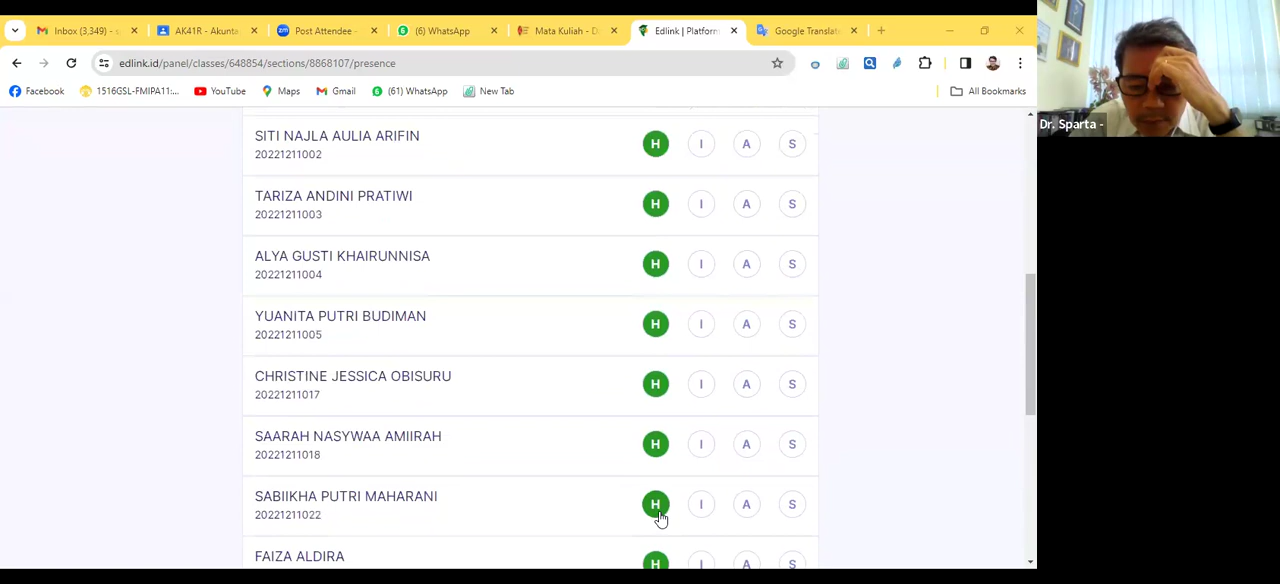 Inbox (3,349) - s
AK41R - Akunta
Post Attendee -
(6) WhatsApp
Mata Kuliah - D
Edlink | Platform
Google Translat
edlink.id/panel/classes/648854/sections/8868107/presence
Facebook
1516GSL-FMIPA11:...
YouTube
Maps
Gmail
(61) WhatsApp
New Tab
All Bookmarks
Dr. Sparta -
SITI NAJLA AULIA ARIFIN
20221211002
H I A S
TARIZA ANDINI PRATIWI
20221211003
H I A S
ALYA GUSTI KHAIRUNNISA
20221211004
H I A S
YUANITA PUTRI BUDIMAN
20221211005
H I A S
CHRISTINE JESSICA OBISURU
20221211017
H I A S
SAARAH NASYWAA AMIIRAH
20221211018
H I A S
SABIIKHA PUTRI MAHARANI
20221211022
H I A S
FAIZA ALDIRA
H I A S